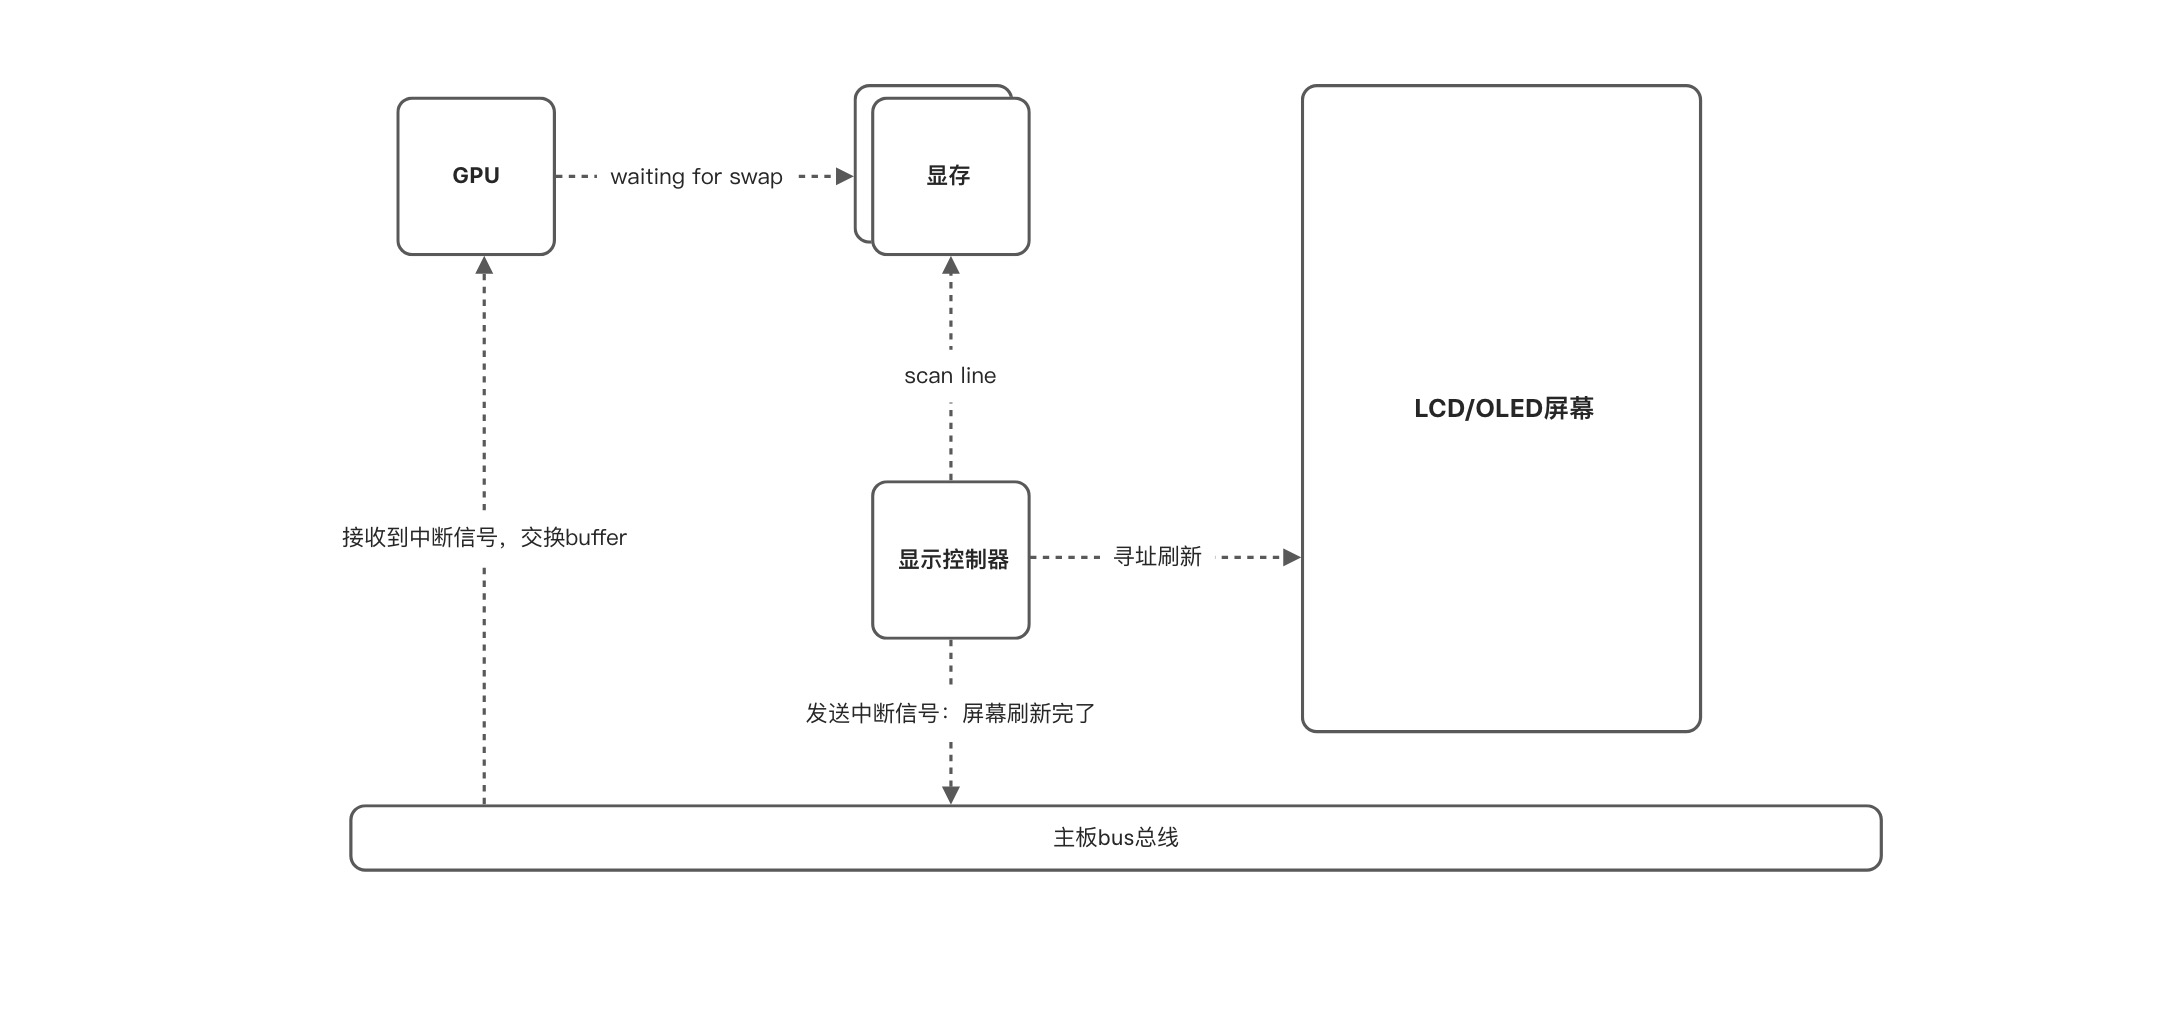 GPU
waiting for swap
显存
scan line
LCD/OLED屏幕
接收到中断信号，交换buffer
显示控制器
寻址刷新
发送中断信号：屏幕刷新完了
主板bus总线